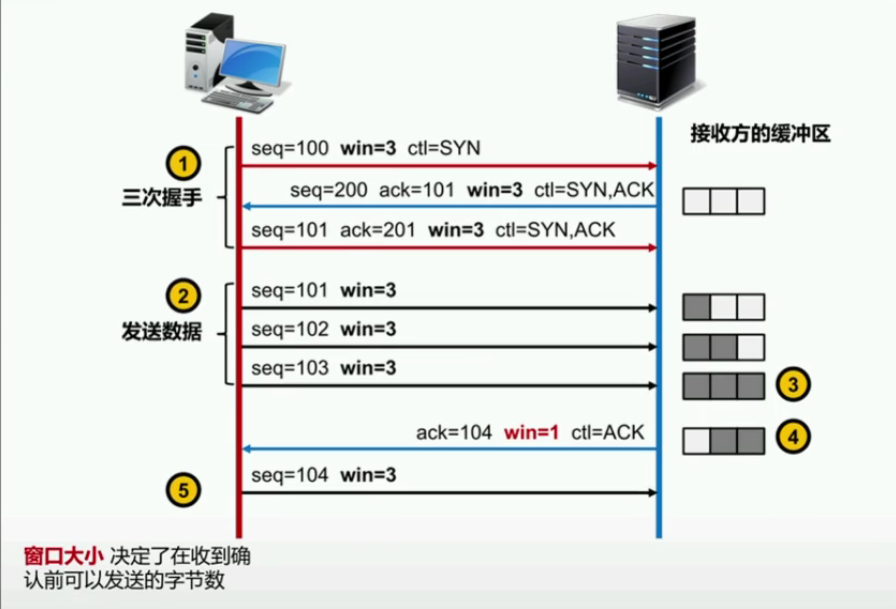 接收方的缓冲区
1
三次握手
seq=100 win=3 ctl=SYN
seq=200 ack=101 win=3 ctl=SYN,ACK
seq=101 ack=201 win=3 ctl=SYN,ACK
2
发送数据
seq=101 win=3
seq=102 win=3
seq=103 win=3
3
ack=104 win=1 ctl=ACK
4
5
seq=104 win=3
窗口大小 决定了在收到确
认前可以发送的字节数